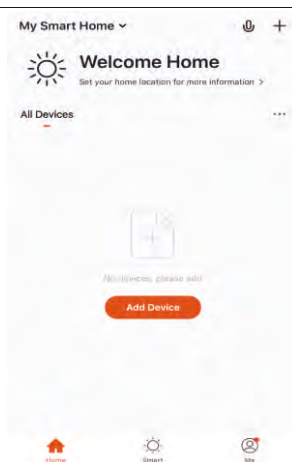 My Smart Home
Welcome Home
Set your home location for more information >
All Devices
No devices, please add
Add Device
Home
Smart
Me